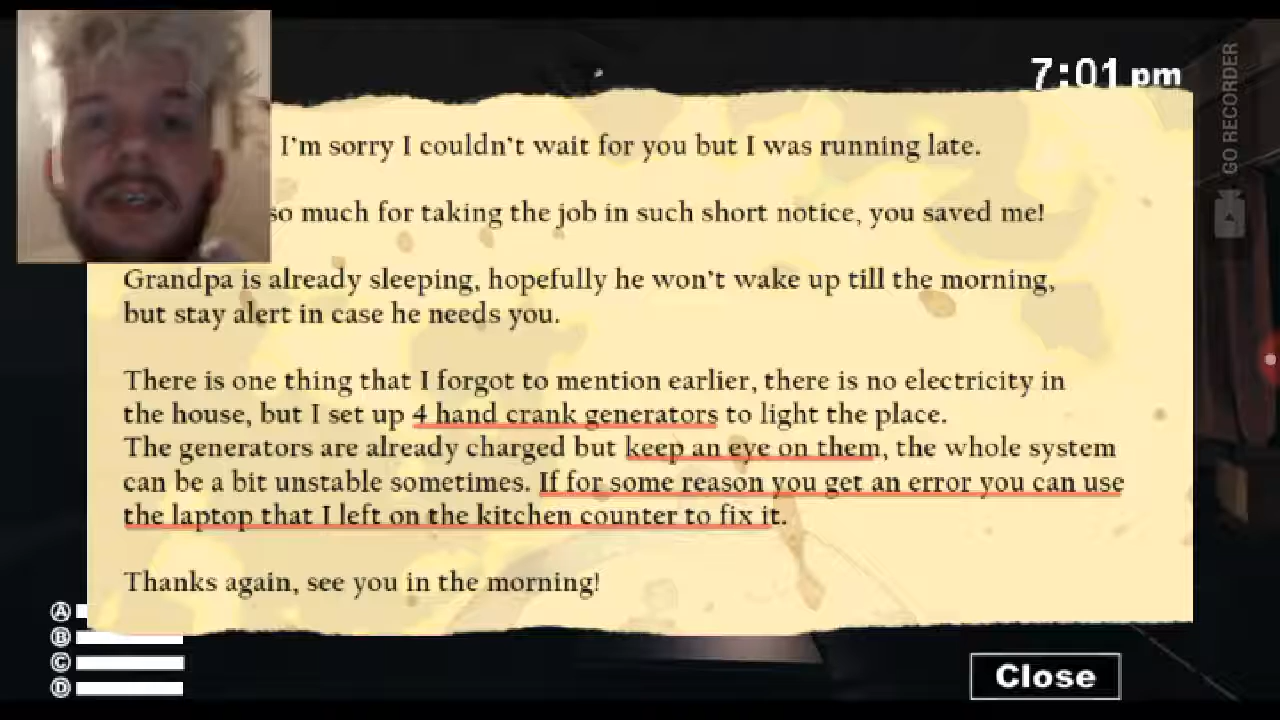 7:01 pm
GO RECORDER
I'm sorry I couldn't wait for you but I was running late.
so much for taking the job in such short notice, you saved me!
Grandpa is already sleeping, hopefully he won't wake up till the morning,
but stay alert in case he needs you.
There is one thing that I forgot to mention earlier, there is no electricity in
the house, but I set up 4 hand crank generators to light the place.
The generators are already charged but keep an eye on them, the whole system
can be a bit unstable sometimes. If for some reason you get an error you can use
the laptop that I left on the kitchen counter to fix it.
Thanks again, see you in the morning!
A
B
C
D
Close